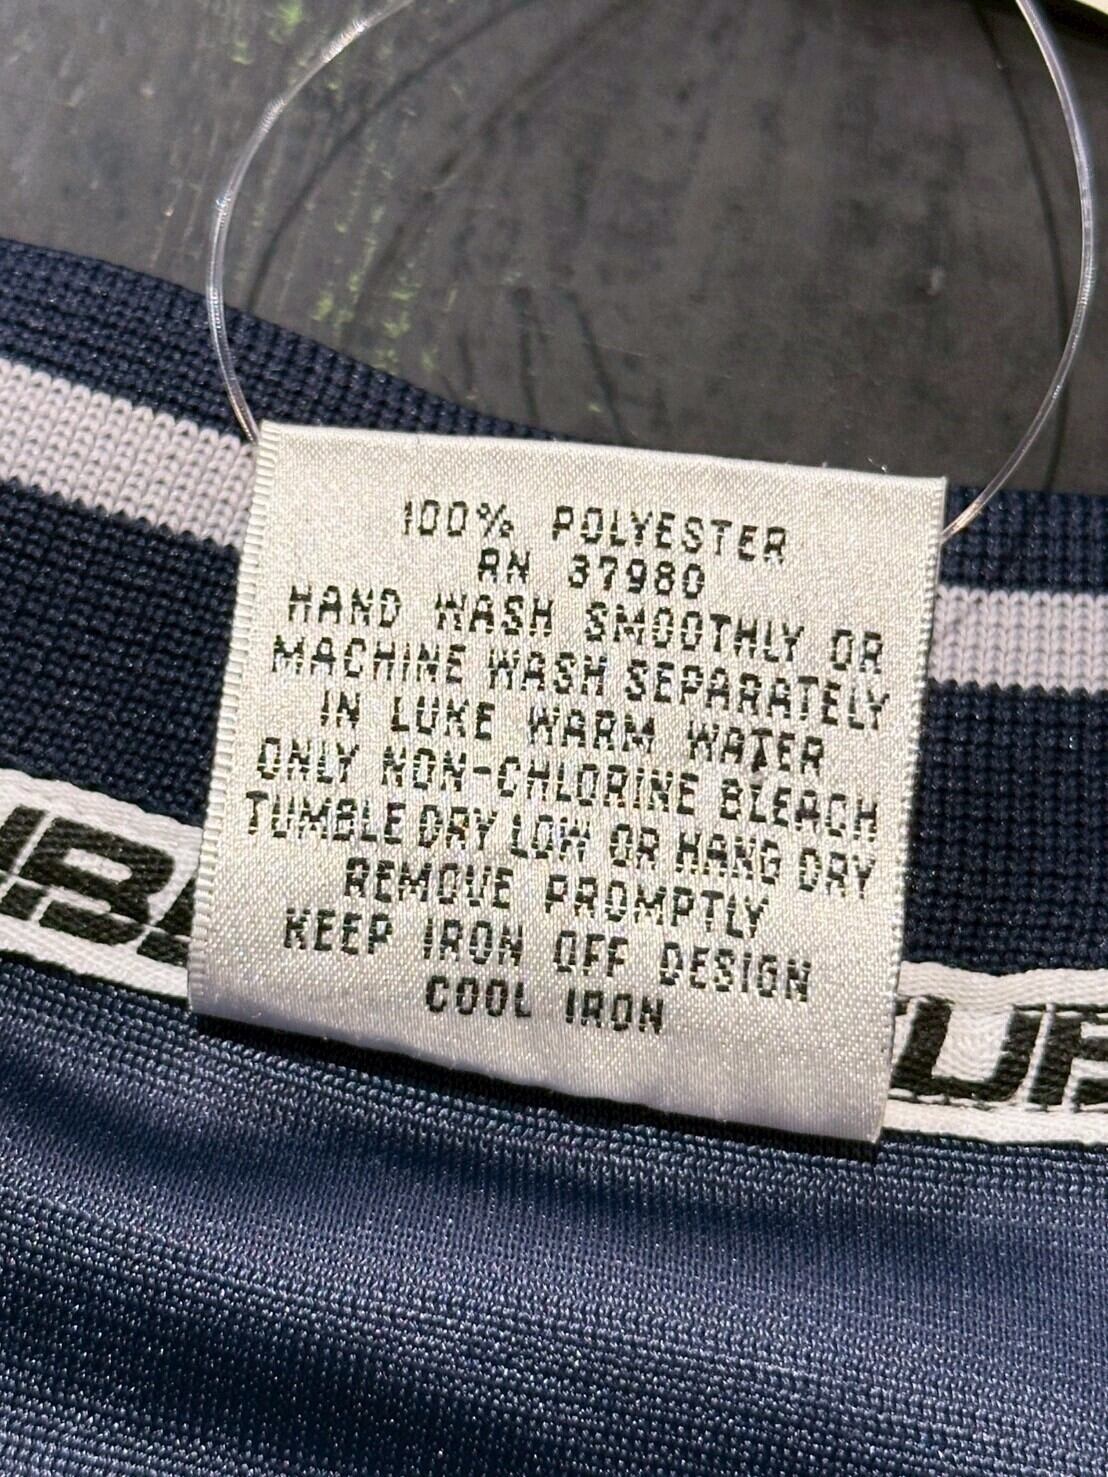 100% POLYESTER
RN 37980
HAND WASH SMOOTHLY OR
MACHINE WASH SEPARATELY
IN LUKE WARM WATER
ONLY NON-CHLORINE BLEACH
TUMBLE DRY LOW OR HANG DRY
REMOVE PROMPTLY
KEEP IRON OFF DESIGN
COOL IRON